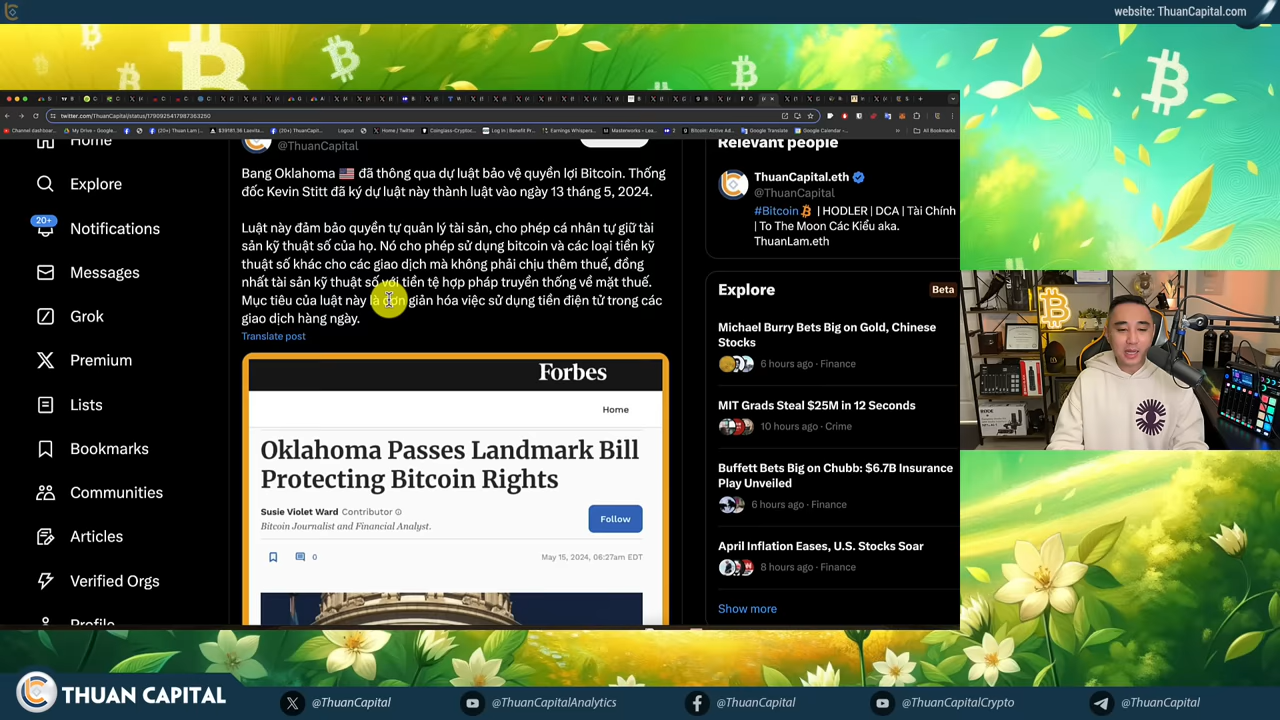 website: ThuanCapital.com
twitter.com/ThuanCapital/status/1790925417987363250
Home
Explore
20+
Notifications
Messages
Grok
Premium
Lists
Bookmarks
Communities
Articles
Verified Orgs
Profile
@ThuanCapital
Bang Oklahoma 🇺🇸 đã thông qua dự luật bảo vệ quyền lợi Bitcoin. Thống
đốc Kevin Stitt đã ký dự luật này thành luật vào ngày 13 tháng 5, 2024.
Luật này đảm bảo quyền tự quản lý tài sản, cho phép cá nhân tự giữ tài
sản kỹ thuật số của họ. Nó cho phép sử dụng bitcoin và các loại tiền kỹ
thuật số khác cho các giao dịch mà không phải chịu thêm thuế, đồng
nhất tài sản kỹ thuật số với tiền tệ hợp pháp truyền thống về mặt thuế.
Mục tiêu của luật này là đơn giản hóa việc sử dụng tiền điện tử trong các
giao dịch hàng ngày.
Translate post
Forbes
Home
Oklahoma Passes Landmark Bill
Protecting Bitcoin Rights
Susie Violet Ward Contributor
Bitcoin Journalist and Financial Analyst.
Follow
0
May 15, 2024, 06:27am EDT
Relevant people
ThuanCapital.eth
@ThuanCapital
#Bitcoin | HODLER | DCA | Tài Chính
| To The Moon Các Kiểu aka.
ThuanLam.eth
Explore
Beta
Michael Burry Bets Big on Gold, Chinese
Stocks
6 hours ago · Finance
MIT Grads Steal $25M in 12 Seconds
10 hours ago · Crime
Buffett Bets Big on Chubb: $6.7B Insurance
Play Unveiled
6 hours ago · Finance
April Inflation Eases, U.S. Stocks Soar
8 hours ago · Finance
Show more
THUAN CAPITAL
@ThuanCapital
@ThuanCapitalAnalytics
@ThuanCapital
@ThuanCapitalCrypto
@ThuanCapital